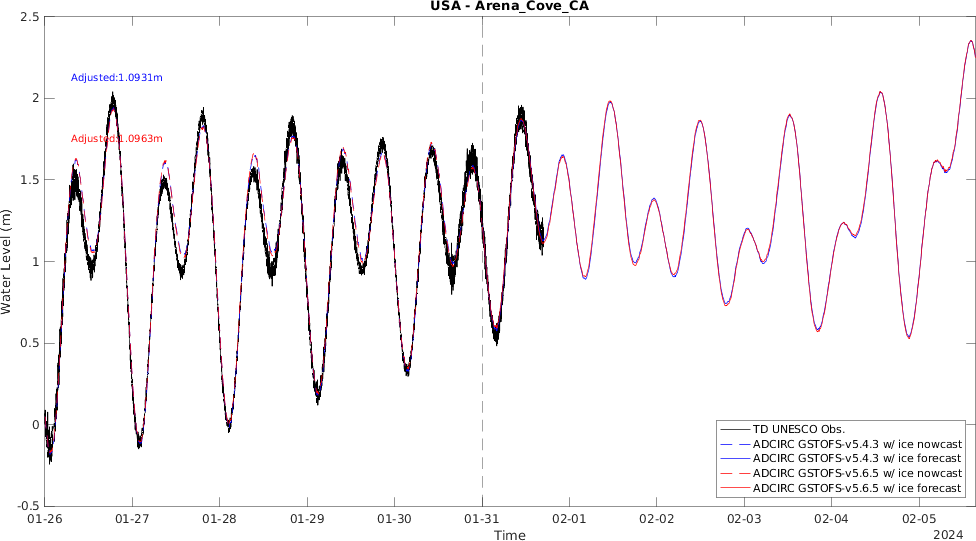 USA - Arena_Cove_CA
2.5
2
1.5
1
0.5
0
-0.5
Water Level (m)
Adjusted:1.0931m
Adjusted:1.0963m
TD UNESCO Obs.
ADCIRC GSTOFS-v5.4.3 w/ ice nowcast
ADCIRC GSTOFS-v5.4.3 w/ ice forecast
ADCIRC GSTOFS-v5.6.5 w/ ice nowcast
ADCIRC GSTOFS-v5.6.5 w/ ice forecast
01-26 01-27 01-28 01-29 01-30 01-31 02-01 02-02 02-03 02-04 02-05
Time
2024